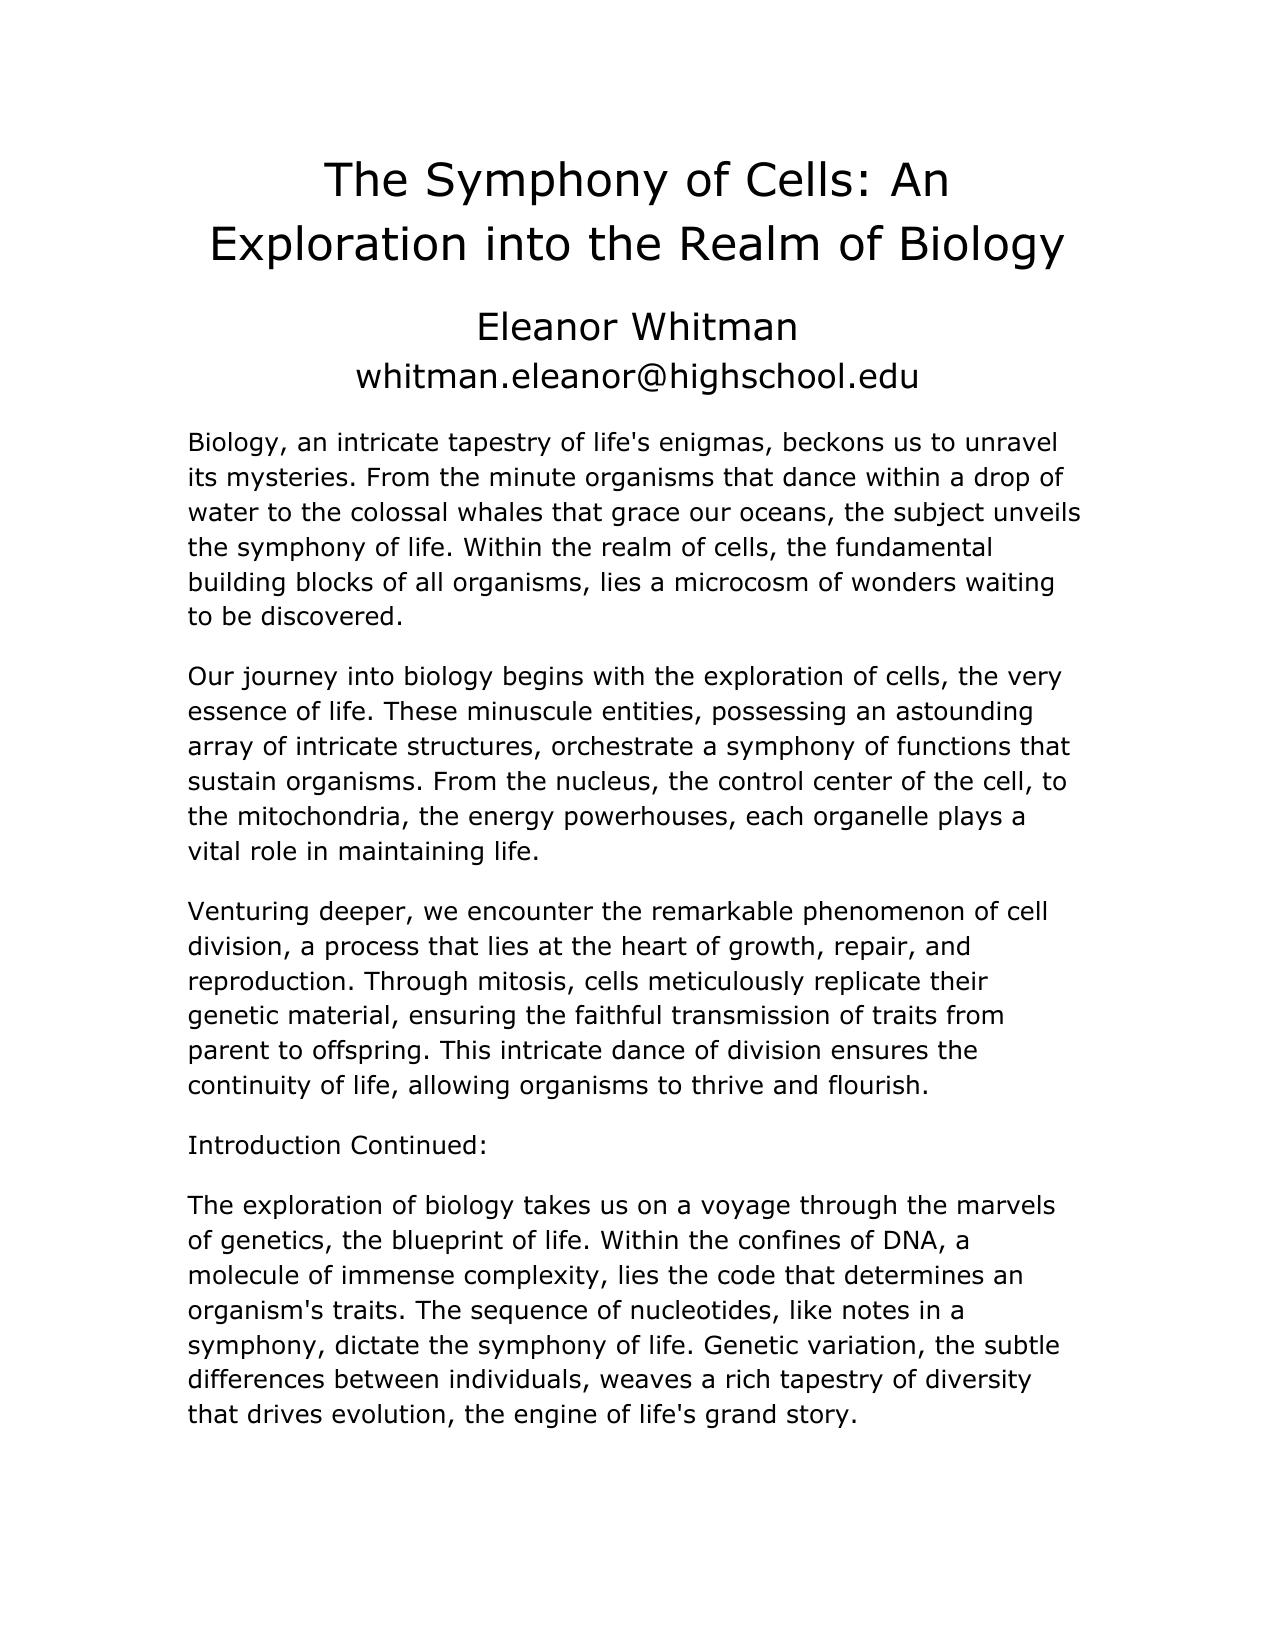 The Symphony of Cells: An
Exploration into the Realm of Biology
Eleanor Whitman
whitman.eleanor@highschool.edu
Biology, an intricate tapestry of life's enigmas, beckons us to unravel
its mysteries. From the minute organisms that dance within a drop of
water to the colossal whales that grace our oceans, the subject unveils
the symphony of life. Within the realm of cells, the fundamental
building blocks of all organisms, lies a microcosm of wonders waiting
to be discovered.
Our journey into biology begins with the exploration of cells, the very
essence of life. These minuscule entities, possessing an astounding
array of intricate structures, orchestrate a symphony of functions that
sustain organisms. From the nucleus, the control center of the cell, to
the mitochondria, the energy powerhouses, each organelle plays a
vital role in maintaining life.
Venturing deeper, we encounter the remarkable phenomenon of cell
division, a process that lies at the heart of growth, repair, and
reproduction. Through mitosis, cells meticulously replicate their
genetic material, ensuring the faithful transmission of traits from
parent to offspring. This intricate dance of division ensures the
continuity of life, allowing organisms to thrive and flourish.
Introduction Continued:
The exploration of biology takes us on a voyage through the marvels
of genetics, the blueprint of life. Within the confines of DNA, a
molecule of immense complexity, lies the code that determines an
organism's traits. The sequence of nucleotides, like notes in a
symphony, dictate the symphony of life. Genetic variation, the subtle
differences between individuals, weaves a rich tapestry of diversity
that drives evolution, the engine of life's grand story.